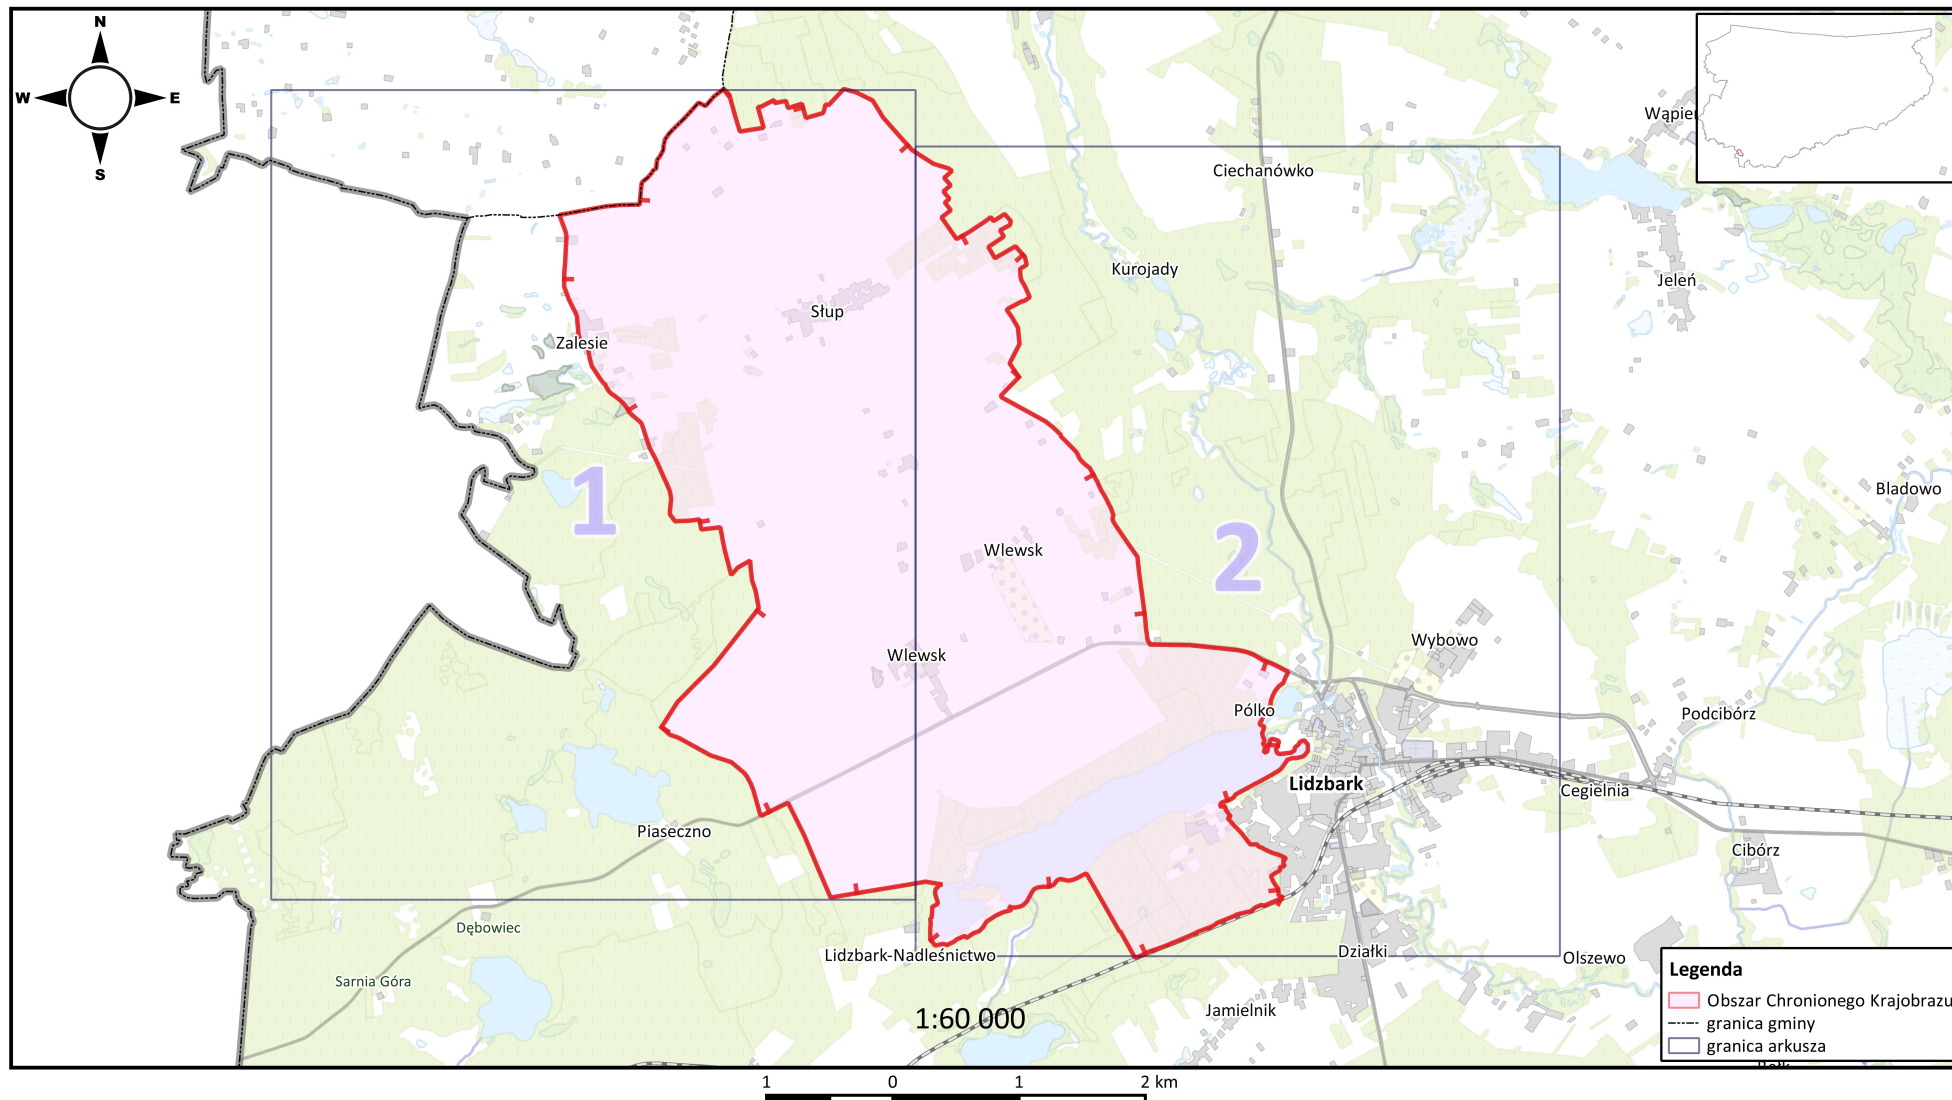 N
W
E
S
Wąpier
Ciechanówko
Kurojady
Jeleń
Słup
Zalesie
1
2
Bladowo
Wlewsk
Wybowo
Wlewsk
Pólko
Podcibórz
Lidzbark
Cegielnia
Piaseczno
Cibórz
Dębowiec
Lidzbark-Nadleśnictwo
Działki
Olszewo
Sarnia Góra
Jamielnik
1:60 000
Legenda
Obszar Chronionego Krajobrazu
granica gminy
granica arkusza
1 0 1 2 km